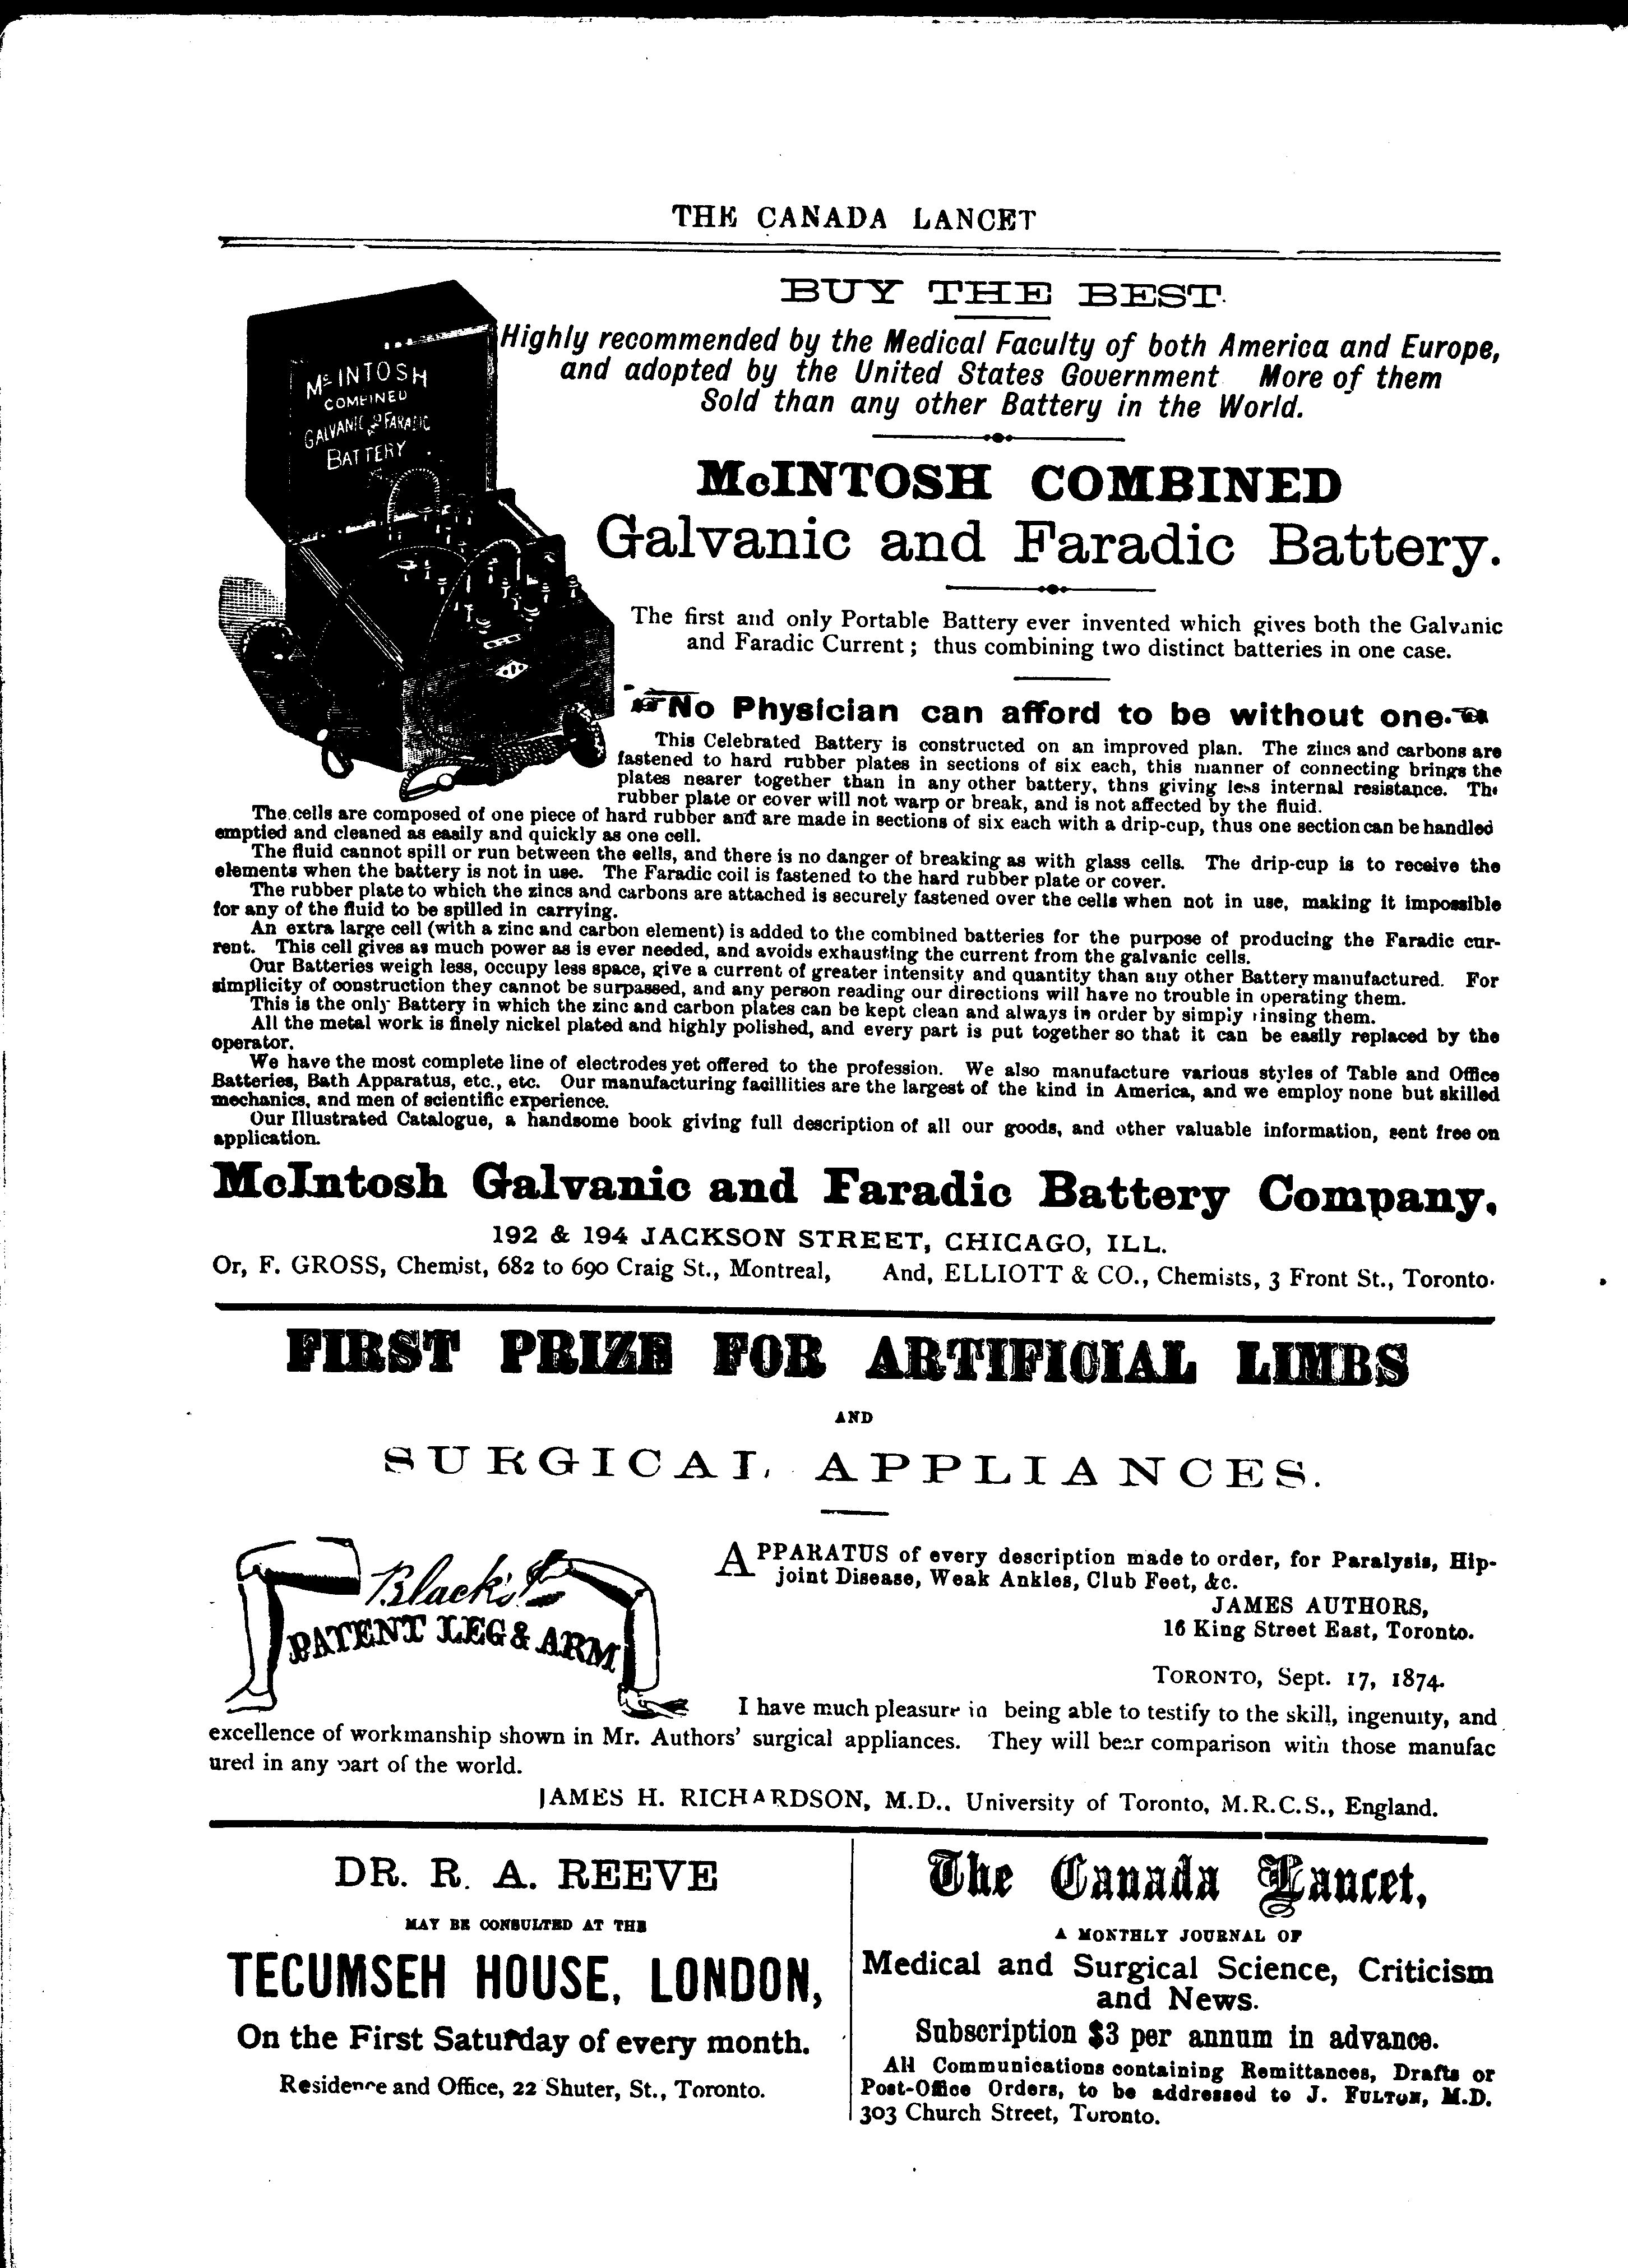 THE CANADA LANCET
McINTOSH
COMBINED
GALVANIC AND FARADIC
BATTERY
BUY THE BEST.
Highly recommended by the Medical Faculty of both America and Europe,
and adopted by the United States Government More of them
Sold than any other Battery in the World.
McINTOSH COMBINED
Galvanic and Faradic Battery.
The first and only Portable Battery ever invented which gives both the Galvanic
and Faradic Current; thus combining two distinct batteries in one case.
No Physician can afford to be without one.
This Celebrated Battery is constructed on an improved plan. The zincs and carbons are
fastened to hard rubber plates in sections of six each, this manner of connecting brings the
plates nearer together than in any other battery, thns giving less internal resistance. The
rubber plate or cover will not warp or break, and is not affected by the fluid.
The cells are composed of one piece of hard rubber and are made in sections of six each with a drip-cup, thus one section can be handled
emptied and cleaned as easily and quickly as one cell.
The fluid cannot spill or run between the cells, and there is no danger of breaking as with glass cells. The drip-cup is to receive the
elements when the battery is not in use. The Faradic coil is fastened to the hard rubber plate or cover.
The rubber plate to which the zincs and carbons are attached is securely fastened over the cells when not in use, making it impossible
for any of the fluid to be spilled in carrying.
An extra large cell (with a zinc and carbon element) is added to the combined batteries for the purpose of producing the Faradic cur-
rent. This cell gives as much power as is ever needed, and avoids exhausting the current from the galvanic cells.
Our Batteries weigh less, occupy less space, give a current of greater intensity and quantity than any other Battery manufactured. For
simplicity of construction they cannot be surpassed, and any person reading our directions will have no trouble in operating them.
This is the only Battery in which the zinc and carbon plates can be kept clean and always in order by simply rinsing them.
All the metal work is finely nickel plated and highly polished, and every part is put together so that it can be easily replaced by the
operator.
We have the most complete line of electrodes yet offered to the profession. We also manufacture various styles of Table and Office
Batteries, Bath Apparatus, etc., etc. Our manufacturing facillities are the largest of the kind in America, and we employ none but skilled
mechanics, and men of scientific experience.
Our Illustrated Catalogue, a handsome book giving full description of all our goods, and other valuable information, sent free on
application.
McIntosh Galvanic and Faradic Battery Company,
192 & 194 JACKSON STREET, CHICAGO, ILL.
Or, F. GROSS, Chemist, 682 to 690 Craig St., Montreal, And, ELLIOTT & CO., Chemists, 3 Front St., Toronto.
FIRST PRIZE FOR ARTIFICIAL LIMBS
AND
SURGICAL APPLIANCES.
Black's
PATENT LEG & ARM
APPARATUS of every description made to order, for Paralysis, Hip-
joint Disease, Weak Ankles, Club Feet, &c.
JAMES AUTHORS,
16 King Street East, Toronto.
TORONTO, Sept. 17, 1874.
I have much pleasure in being able to testify to the skill, ingenuity, and
excellence of workmanship shown in Mr. Authors' surgical appliances. They will bear comparison with those manufac
ured in any part of the world.
JAMES H. RICHARDSON, M.D., University of Toronto, M.R.C.S., England.
DR. R. A. REEVE
MAY BE CONSULTED AT THE
TECUMSEH HOUSE, LONDON,
On the First Saturday of every month.
Residence and Office, 22 Shuter, St., Toronto.
The Canada Lancet,
A MONTHLY JOURNAL OF
Medical and Surgical Science, Criticism
and News.
Subscription $3 per annum in advance.
All Communications containing Remittances, Drafts or
Post-Office Orders, to be addressed to J. FULTON, M.D.
303 Church Street, Toronto.